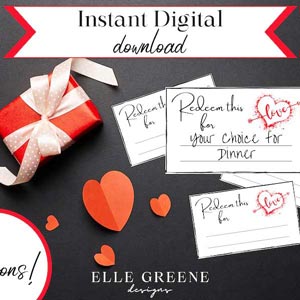 Instant Digital
download
Redeem this
for
Love
Redeem this
for
your choice for
Dinner
Redeem this
for
Love
ons!
ELLE GREENE
designs